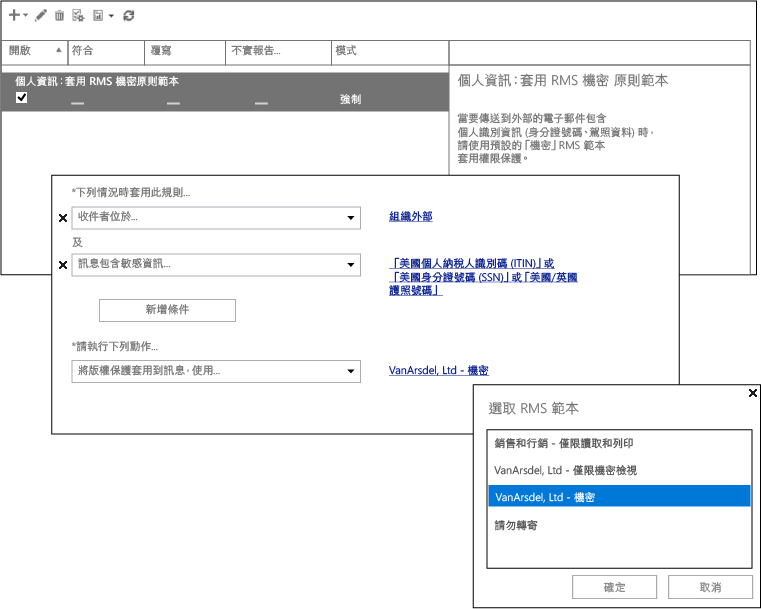 開啟 符合 覆寫 不實報告... 模式
個人資訊：套用 RMS 機密原則範本
強制
個人資訊：套用 RMS 機密 原則範本
當要傳送到外部的電子郵件包含
個人識別資訊 (身分證號碼、駕照資料) 時，
請使用預設的「機密」RMS 範本
套用權限保護。
*下列情況時套用此規則...
收件者位於... 組織外部
及
訊息包含敏感資訊... 「美國個人納稅人識別碼 (ITIN)」或
「美國身分證號碼 (SSN)」或「美國/英國
護照號碼」
新增條件
*請執行下列動作...
將版權保護套用到訊息，使用... VanArsdel, Ltd - 機密
選取 RMS 範本
銷售和行銷 - 僅限讀取和列印
VanArsdel, Ltd - 僅限機密檢視
VanArsdel, Ltd - 機密
請勿轉寄
確定 取消